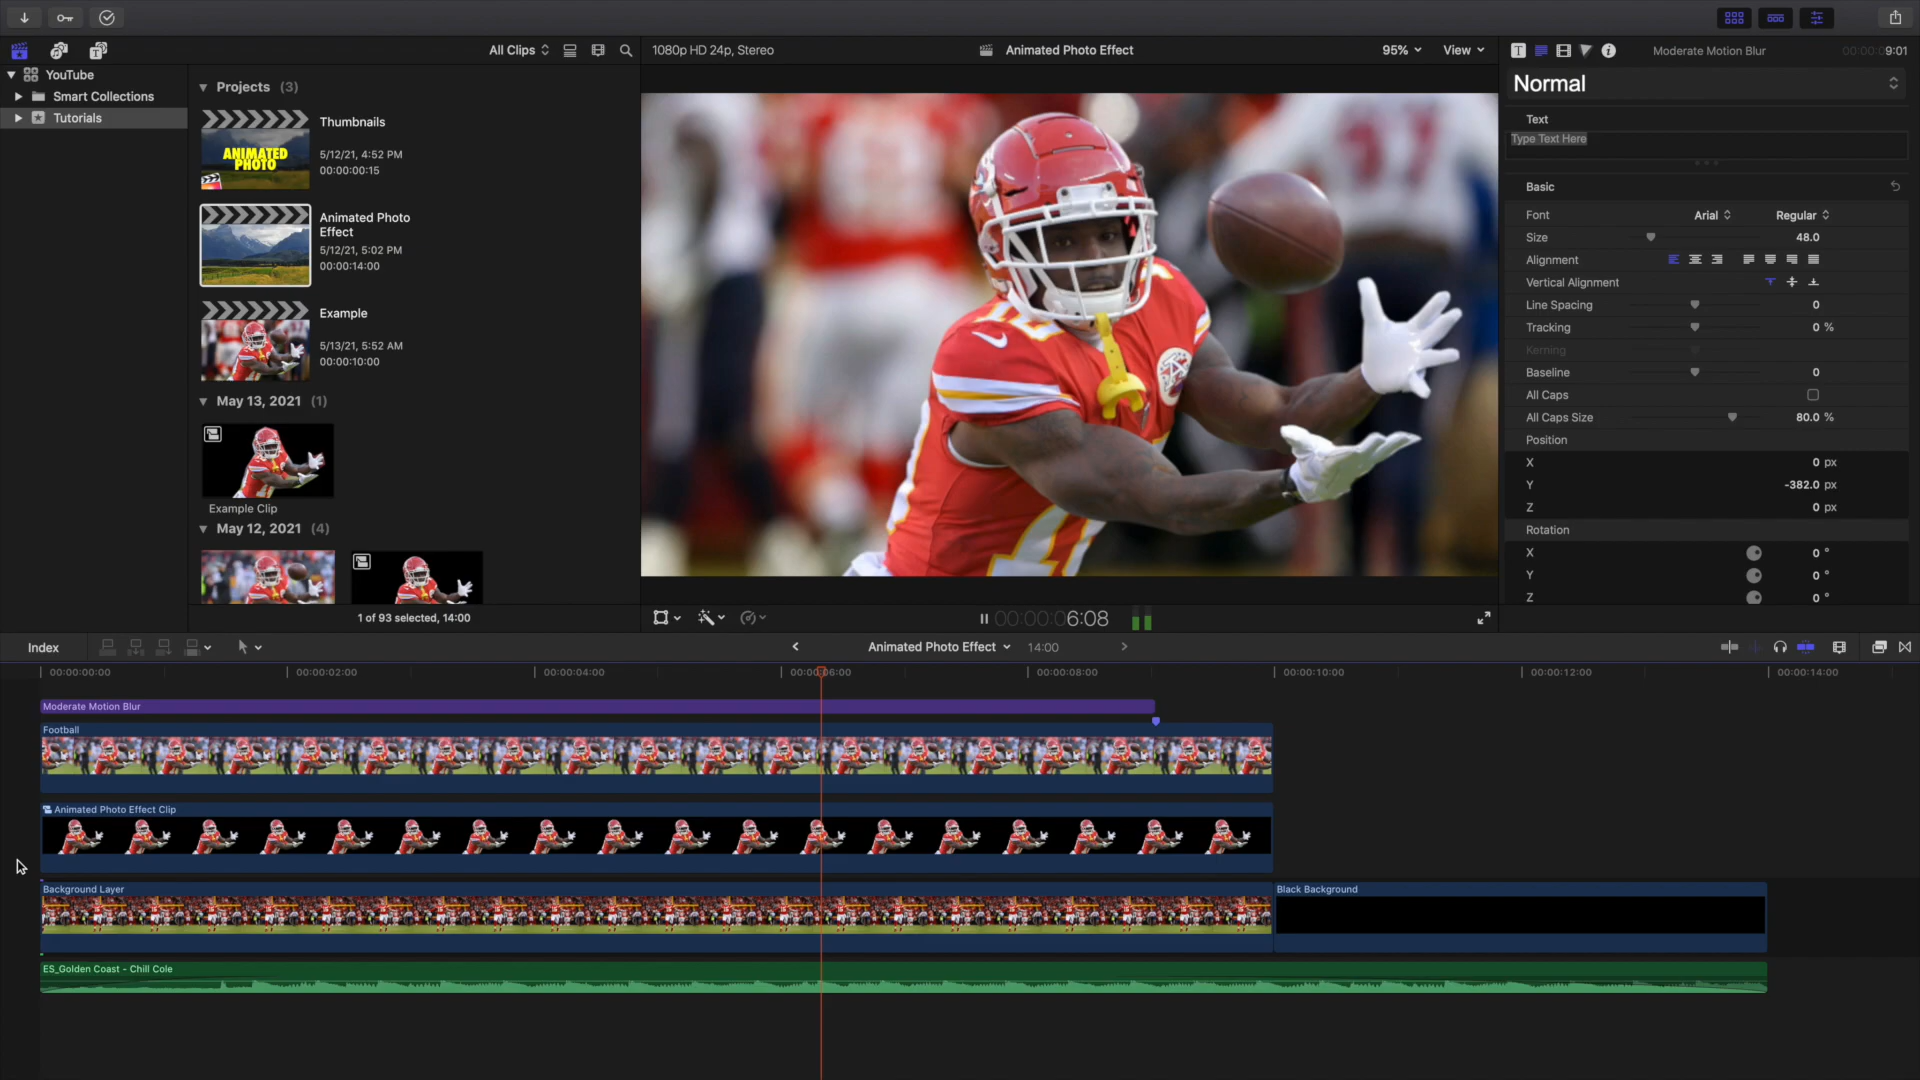 All Clips
1080p HD 24p, Stereo
Animated Photo Effect
95%
View
Moderate Motion Blur
00:00:09:01
YouTube
Smart Collections
Tutorials
Projects (3)
Thumbnails
5/12/21, 4:52 PM
00:00:00:15
ANIMATED
PHOTO
Animated Photo
Effect
5/12/21, 5:02 PM
00:00:14:00
Example
5/13/21, 5:52 AM
00:00:10:00
May 13, 2021 (1)
Example Clip
May 12, 2021 (4)
1 of 93 selected, 14:00
00:00:06:08
Normal
Text
Type Text Here
Basic
Font Arial Regular
Size 48.0
Alignment
Vertical Alignment
Line Spacing 0
Tracking 0 %
Kerning
Baseline 0
All Caps
All Caps Size 80.0 %
Position
X 0 px
Y -382.0 px
Z 0 px
Rotation
X 0 °
Y 0 °
Z 0 °
Index
Animated Photo Effect 14:00
00:00:00:00 00:00:02:00 00:00:04:00 00:00:06:00 00:00:08:00 00:00:10:00 00:00:12:00 00:00:14:00
Moderate Motion Blur
Football
Animated Photo Effect Clip
Background Layer
Black Background
ES_Golden Coast - Chill Cole